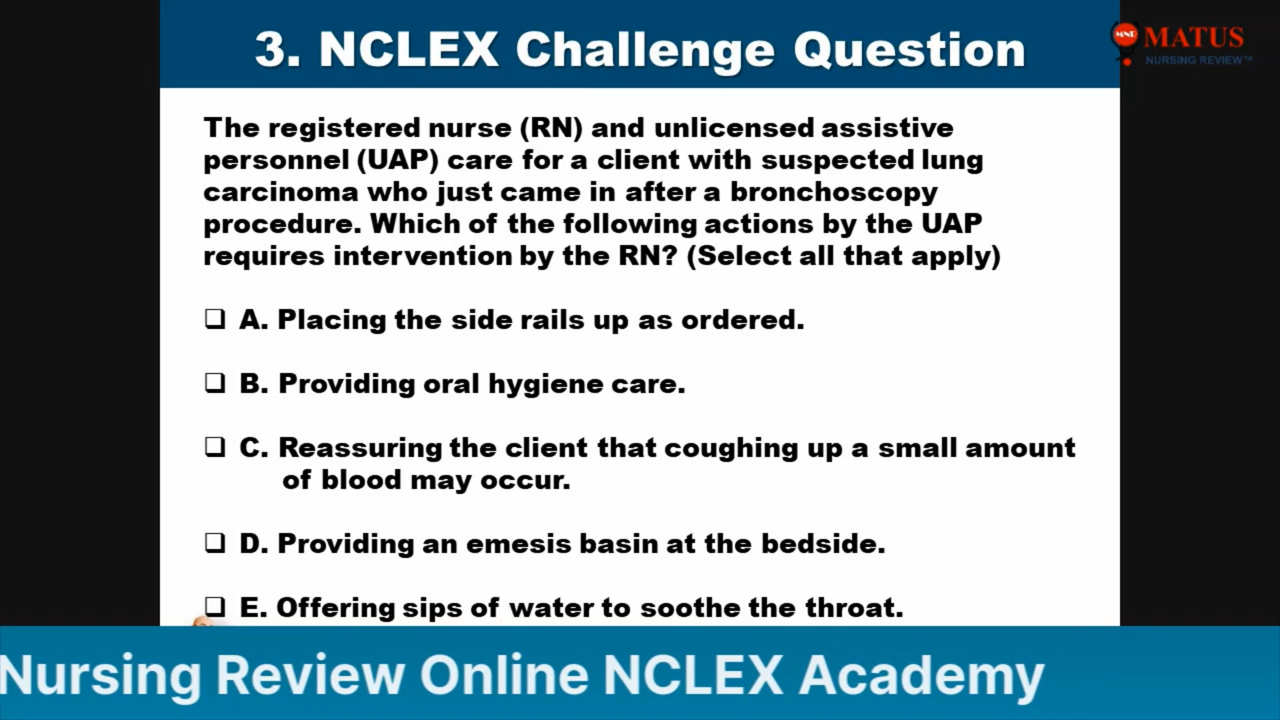 3. NCLEX Challenge Question
MNR MATUS
NURSING REVIEW™
The registered nurse (RN) and unlicensed assistive
personnel (UAP) care for a client with suspected lung
carcinoma who just came in after a bronchoscopy
procedure. Which of the following actions by the UAP
requires intervention by the RN? (Select all that apply)
❑ A. Placing the side rails up as ordered.
❑ B. Providing oral hygiene care.
❑ C. Reassuring the client that coughing up a small amount
of blood may occur.
❑ D. Providing an emesis basin at the bedside.
❑ E. Offering sips of water to soothe the throat.
Nursing Review Online NCLEX Academy